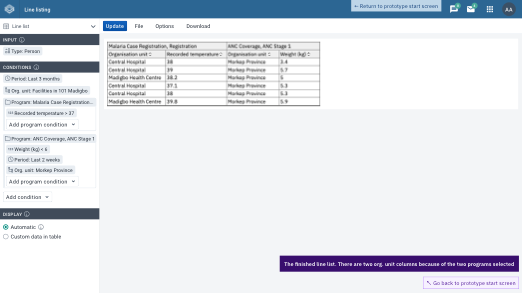 Line listing
← Return to prototype start screen
AA
Line list
Update
File
Options
Download
INPUT
Type: Person
CONDITIONS
Period: Last 3 months
Org. unit: Facilities in 101-Madigbo
Program: Malaria Case Registration...
Recorded temperature > 37
Add program condition
Program: ANC Coverage, ANC Stage 1
Weight (kg) < 6
Period: Last 2 weeks
Org. unit: Morkep Province
Add program condition
Add condition
DISPLAY
Automatic
Custom data in table
Malaria Case Registration, Registration ANC Coverage, ANC Stage 1
Organisation unit Recorded temperature Organisation unit Weight (kg)
Central Hospital 38 Morkep Province 3.4
Central Hospital 39 Morkep Province 5.7
Madigbo Health Centre 38.2 Morkep Province 5
Central Hospital 37.1 Morkep Province 5.3
Central Hospital 38 Morkep Province 5.3
Madigbo Health Centre 39.8 Morkep Province 5.9
The finished line list. There are two org. unit columns because of the two programs selected
Go back to prototype start screen